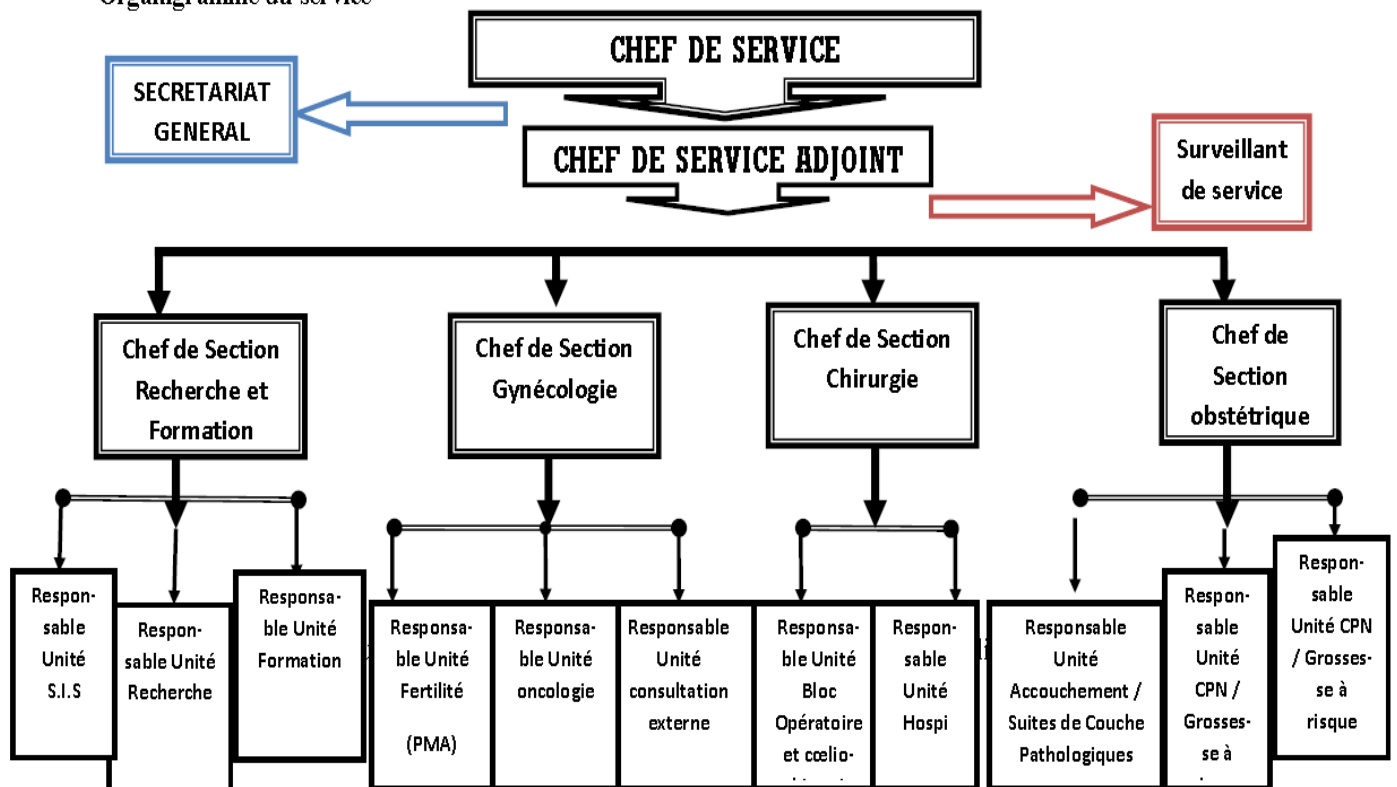 Organigramme du service
CHEF DE SERVICE
SECRETARIAT
GENERAL
CHEF DE SERVICE ADJOINT
Surveillant
de service
Chef de Section
Recherche et
Formation
Chef de Section
Gynécologie
Chef de Section
Chirurgie
Chef de
Section
obstétrique
Respon-
sable
Unité
S.I.S
Respon-
sable Unité
Recherche
Responsa-
ble Unité
Formation
Responsa-
ble Unité
Fertilité
(PMA)
Responsa-
ble Unité
oncologie
Responsable
Unité
consultation
externe
Responsa-
ble Unité
Bloc
Opératoire
et cœlio-
Respon-
sable
Unité
Hospi
Responsable
Unité
Accouchement /
Suites de Couche
Pathologiques
Respon-
sable
Unité
CPN /
Grosses-
se à
Respon-
sable
Unité CPN
/ Grosses-
se à
risque